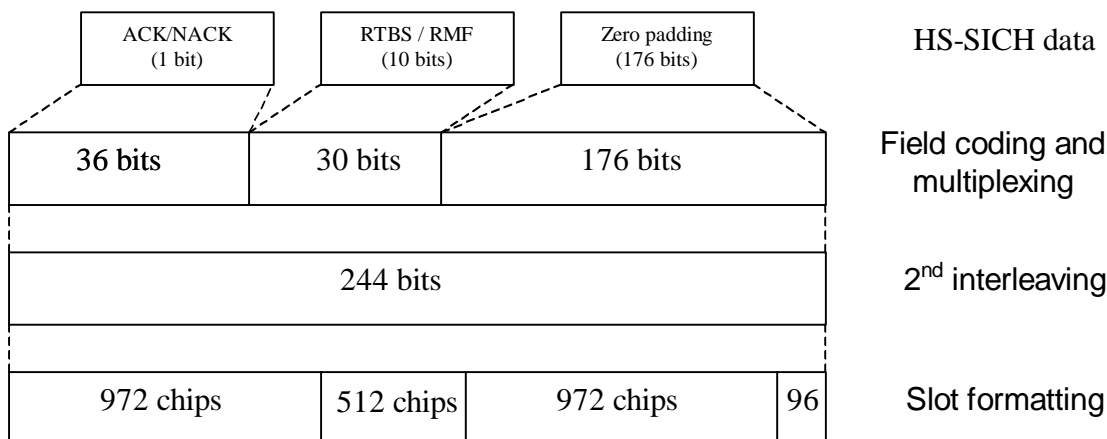 ACK/NACK
(1 bit)
RTBS / RMF
(10 bits)
Zero padding
(176 bits)
HS-SICH data
36 bits
30 bits
176 bits
Field coding and
multiplexing
244 bits
2nd interleaving
972 chips
512 chips
972 chips
96
Slot formatting